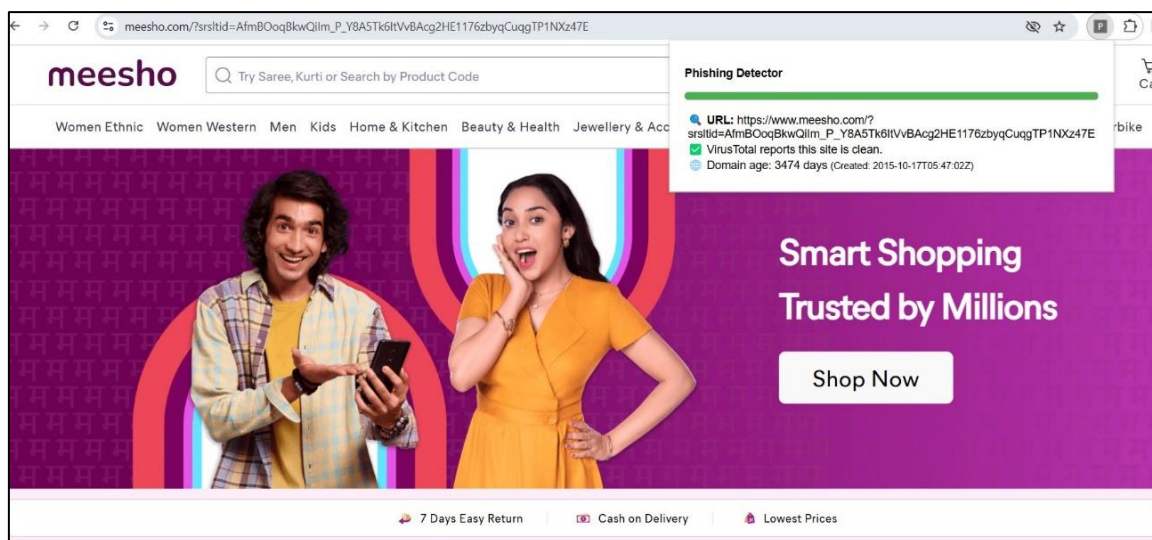 meesho.com/?srsltid=AfmBOoqBkwQiIm_P_Y8A5Tk6ItVvBAcg2HE1176zbyqCuqgTP1NXz47E
P
meesho
Try Saree, Kurti or Search by Product Code
Phishing Detector
🔍 URL: https://www.meesho.com/?
srsltid=AfmBOoqBkwQiIm_P_Y8A5Tk6ItVvBAcg2HE1176zbyqCuqgTP1NXz47E
✅ VirusTotal reports this site is clean.
🌐 Domain age: 3474 days (Created: 2015-10-17T05:47:02Z)
Ca
Women Ethnic Women Western Men Kids Home & Kitchen Beauty & Health Jewellery & Acc rbike
Smart Shopping
Trusted by Millions
Shop Now
7 Days Easy Return Cash on Delivery Lowest Prices